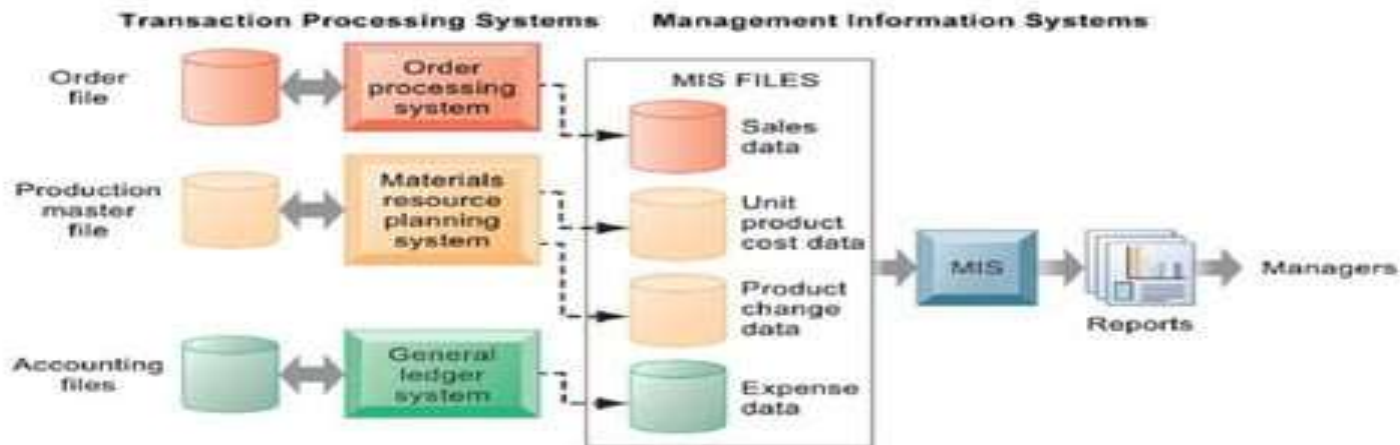 Transaction Processing Systems
Management Information Systems
Order
file
Order
processing
system
MIS FILES
Sales
data
Production
master
file
Materials
resource
planning
system
Unit
product
cost data
Product
change
data
MIS
Reports
Managers
Accounting
files
General
ledger
system
Expense
data